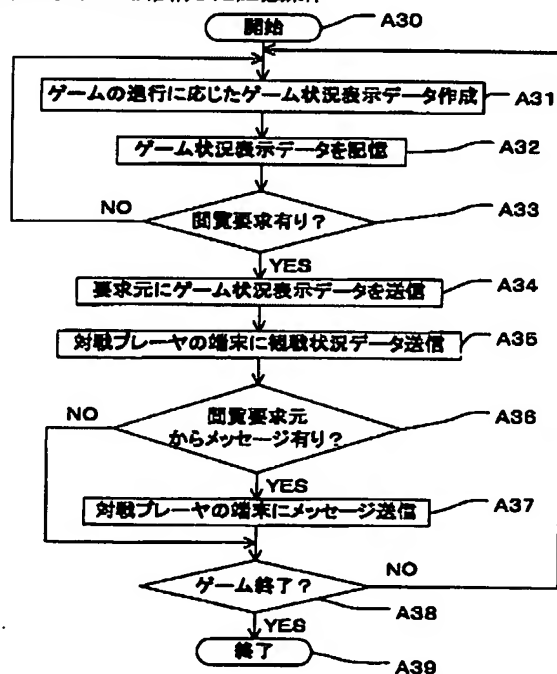 開始
A30
ゲームの進行に応じたゲーム状況表示データ作成
A31
ゲーム状況表示データを記憶
A32
NO
閲覧要求有り？
A33
YES
要求元にゲーム状況表示データを送信
A34
対戦プレーヤの端末に観戦状況データ送信
A35
NO
閲覧要求元
からメッセージ有り？
A36
YES
対戦プレーヤの端末にメッセージ送信
A37
ゲーム終了？
NO
A38
YES
終了
A39